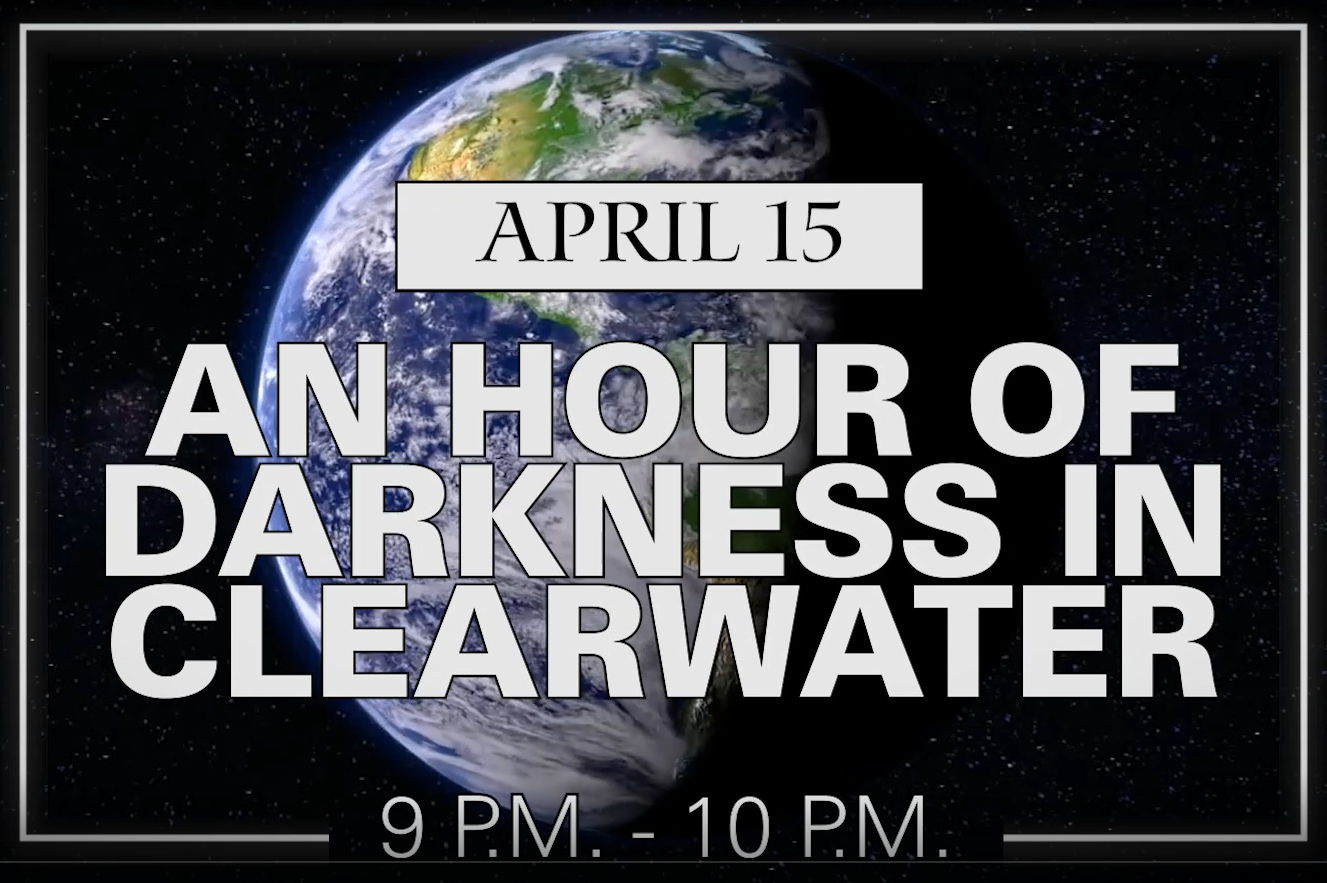 APRIL 15
AN HOUR OF
DARKNESS IN
CLEARWATER
9 P.M. - 10 P.M.